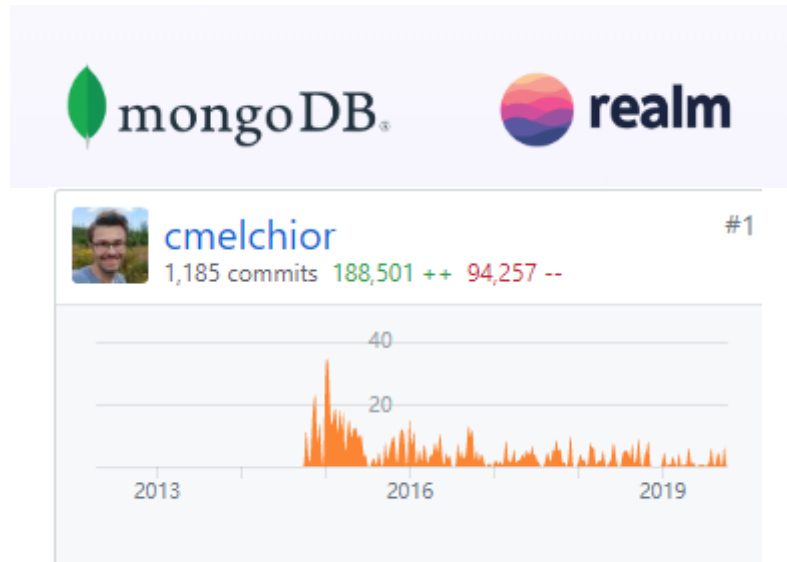 mongoDB®
realm
cmelchior
#1
1,185 commits 188,501 ++ 94,257 --
40
20
2013 2016 2019